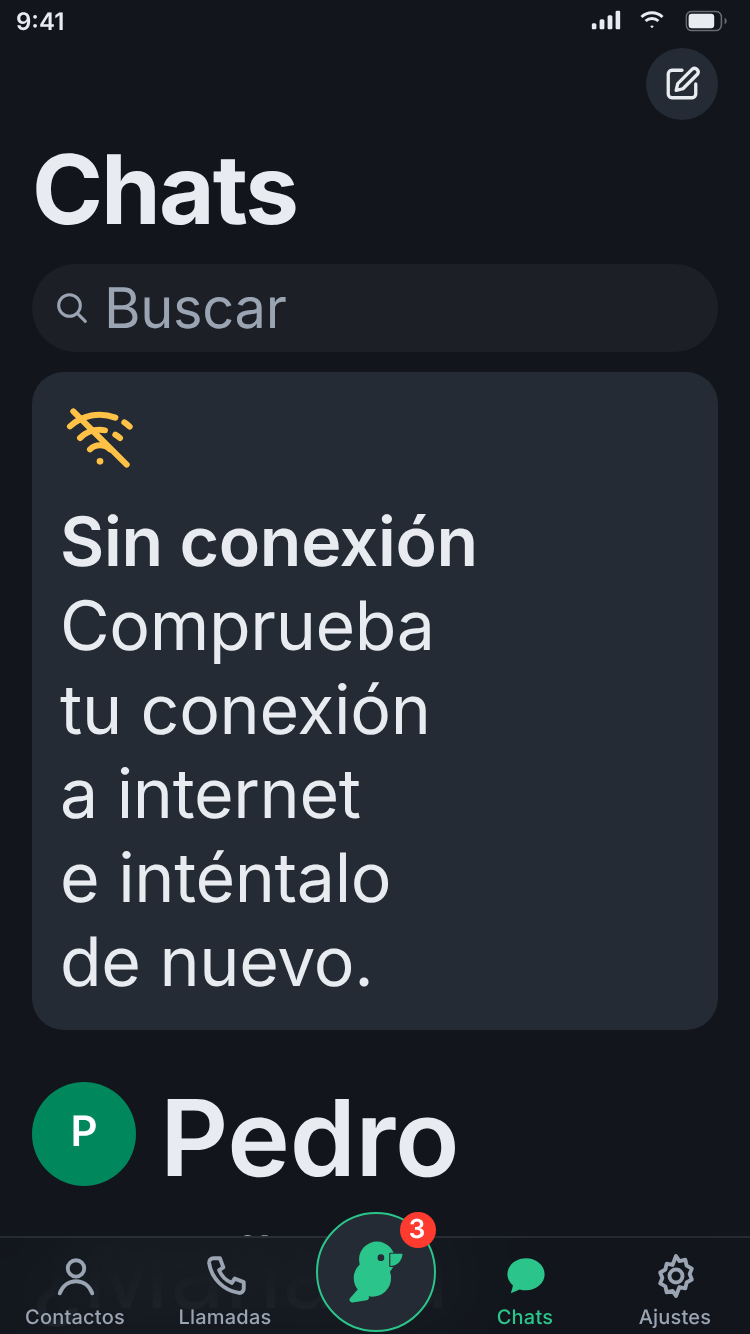 9:41
Chats
Buscar
Sin conexión
Comprueba
tu conexión
a internet
e inténtalo
de nuevo.
P
Pedro
3
Contactos
Llamadas
Chats
Ajustes